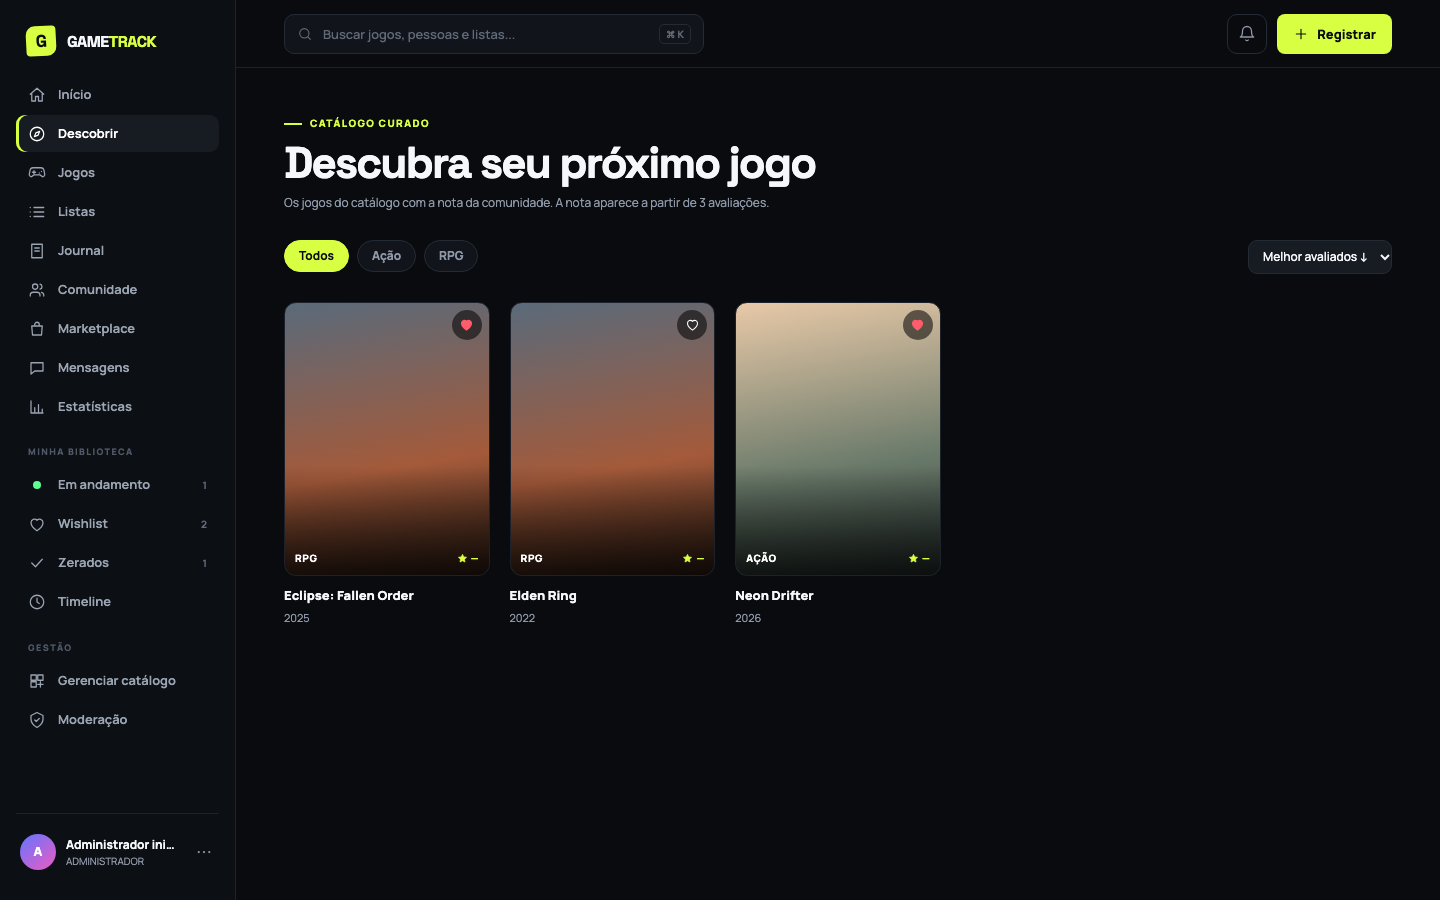 G GAMETRACK
Buscar jogos, pessoas e listas...
⌘ K
Registrar
Início
Descobrir
Jogos
Listas
Journal
Comunidade
Marketplace
Mensagens
Estatísticas
MINHA BIBLIOTECA
Em andamento 1
Wishlist 2
Zerados 1
Timeline
GESTÃO
Gerenciar catálogo
Moderação
A
Administrador ini...
ADMINISTRADOR
CATÁLOGO CURADO
Descubra seu próximo jogo
Os jogos do catálogo com a nota da comunidade. A nota aparece a partir de 3 avaliações.
Todos
Ação
RPG
Melhor avaliados ↓
RPG ★ —
Eclipse: Fallen Order
2025
RPG ★ —
Elden Ring
2022
AÇÃO ★ —
Neon Drifter
2026